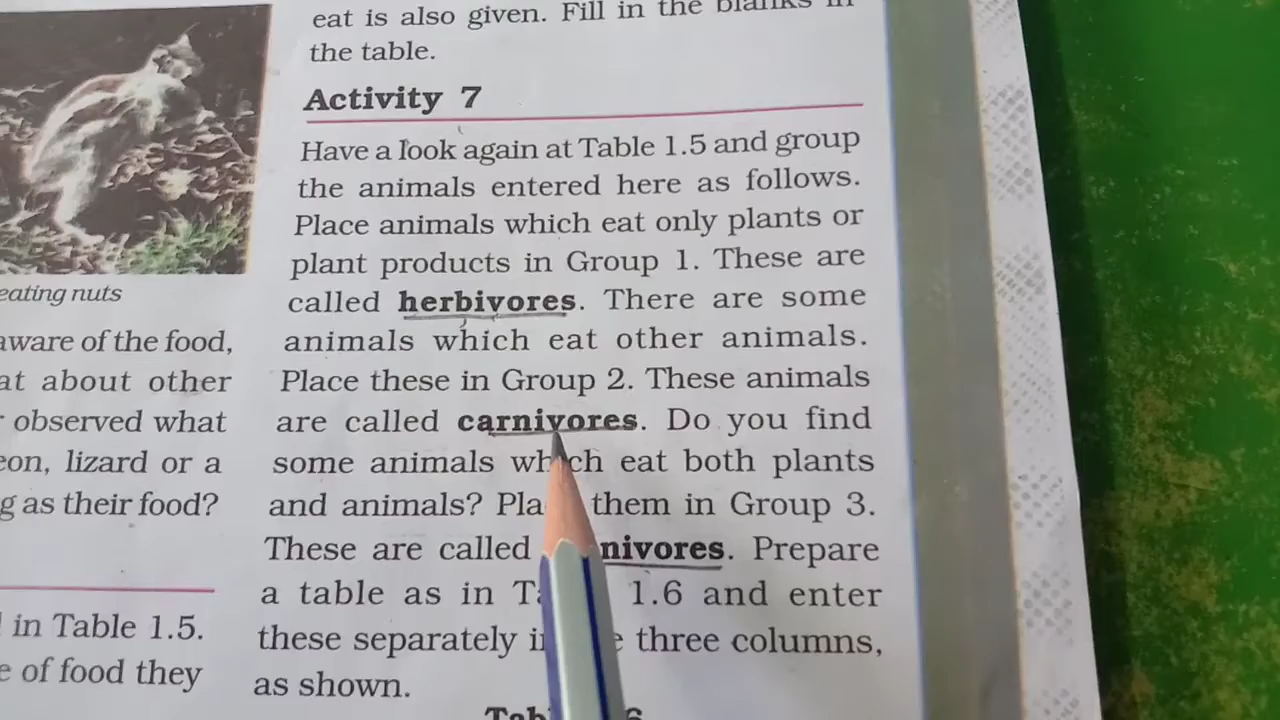 eating nuts
aware of the food,
at about other
observed what
lizard or a
as their food?
in Table 1.5.
of food they
eat is also given. Fill in the blanks in
the table.
Activity 7
Have a look again at Table 1.5 and group
the animals entered here as follows.
Place animals which eat only plants or
plant products in Group 1. These are
called herbivores. There are some
animals which eat other animals.
Place these in Group 2. These animals
are called carnivores. Do you find
some animals which eat both plants
and animals? them in Group 3.
These are called nivores. Prepare
a table as in 1.6 and enter
these separately three columns,
as shown.